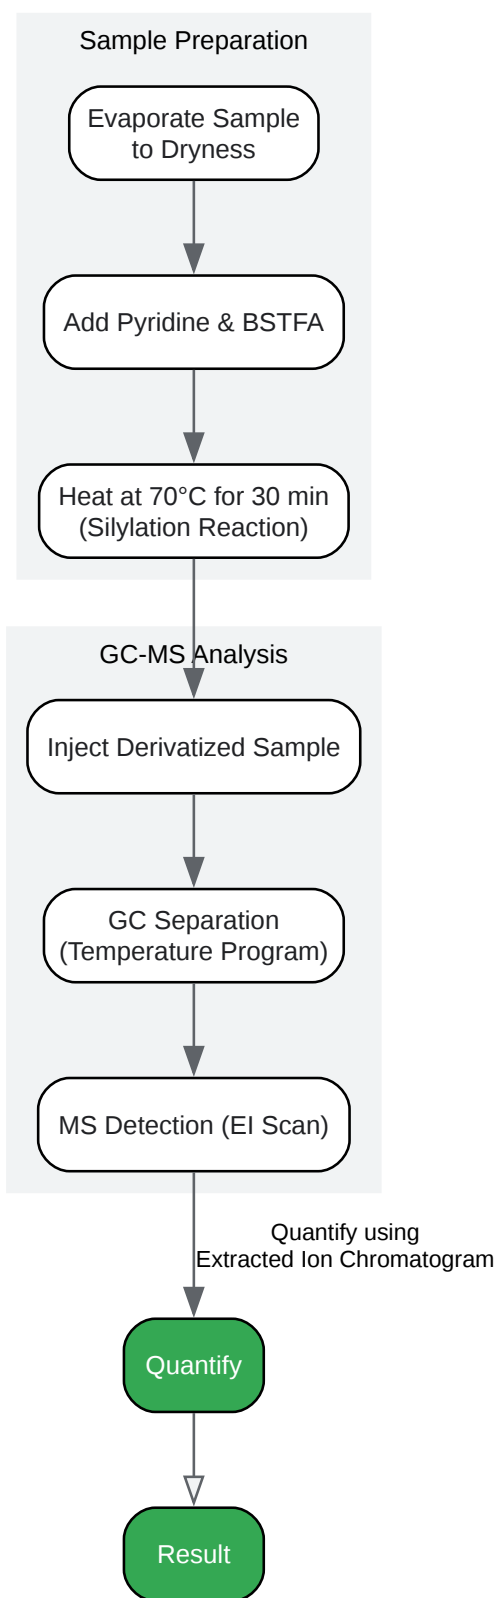 Sample Preparation
Evaporate Sample
to Dryness
Add Pyridine & BSTFA
Heat at 70°C for 30 min
(Silylation Reaction)
GC-MS Analysis
Inject Derivatized Sample
GC Separation
(Temperature Program)
MS Detection (EI Scan)
Quantify using
Extracted Ion Chromatogram
Quantify
Result